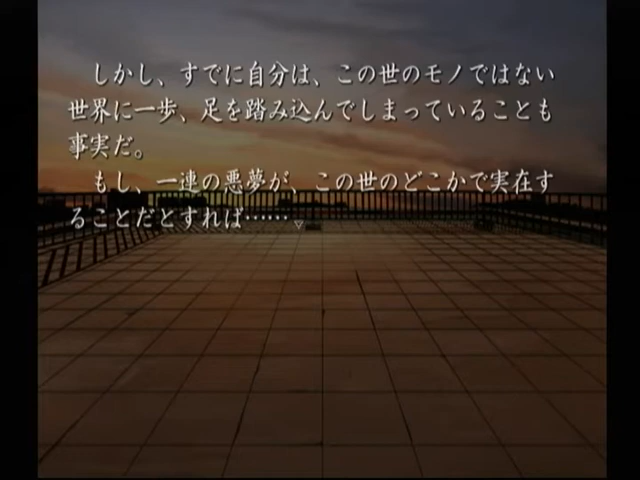 しかし、すでに自分は、この世のモノではない
世界に一歩、足を踏み込んでしまっていることも
事実だ。
　もし、一連の悪夢が、この世のどこかで実在す
ることだとすれば……